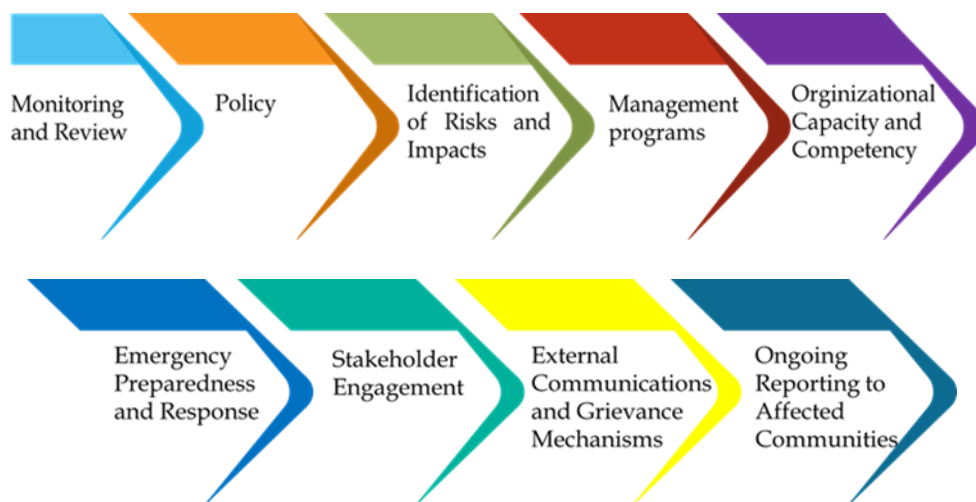 Monitoring
and Review
Policy
Identification
of Risks and
Impacts
Management
programs
Orginizational
Capacity and
Competency
Emergency
Preparedness
and Response
Stakeholder
Engagement
External
Communications
and Grievance
Mechanisms
Ongoing
Reporting to
Affected
Communities